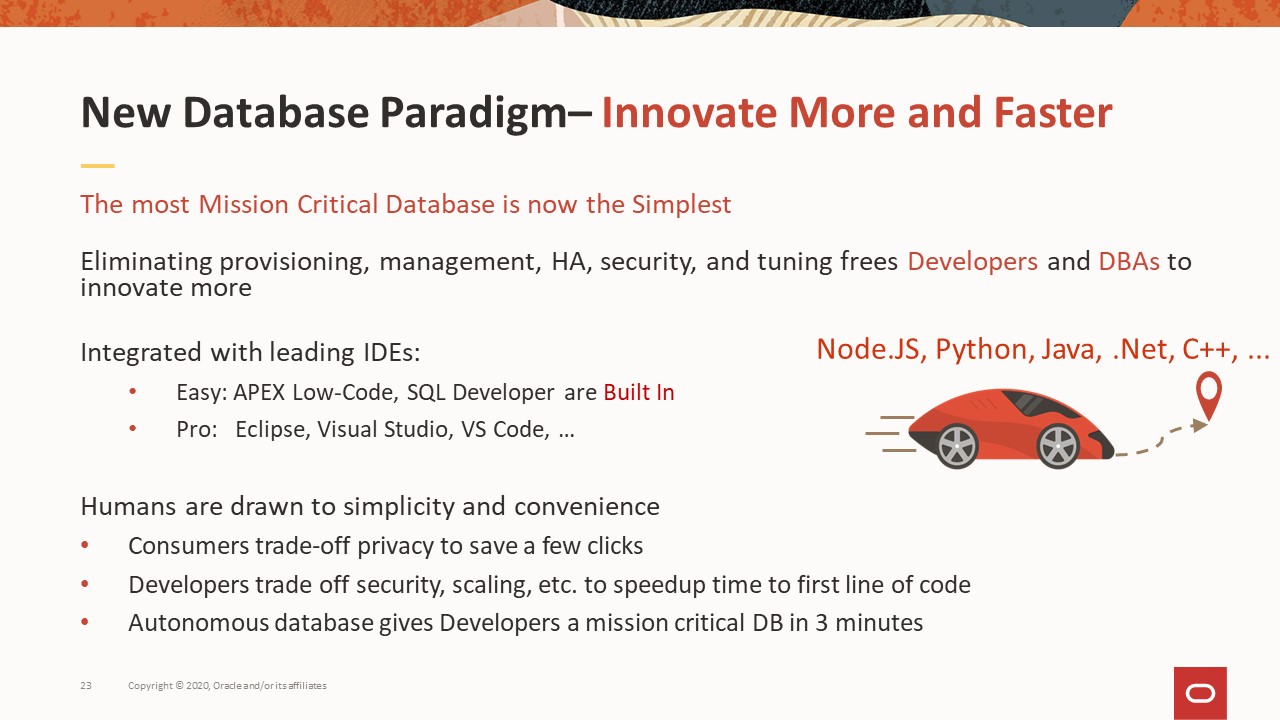 New Database Paradigm– Innovate More and Faster
The most Mission Critical Database is now the Simplest
Eliminating provisioning, management, HA, security, and tuning frees Developers and DBAs to
innovate more
Integrated with leading IDEs:
• Easy: APEX Low-Code, SQL Developer are Built In
• Pro: Eclipse, Visual Studio, VS Code, …
Node.JS, Python, Java, .Net, C++, ...
Humans are drawn to simplicity and convenience
• Consumers trade-off privacy to save a few clicks
• Developers trade off security, scaling, etc. to speedup time to first line of code
• Autonomous database gives Developers a mission critical DB in 3 minutes
23 Copyright © 2020, Oracle and/or its affiliates